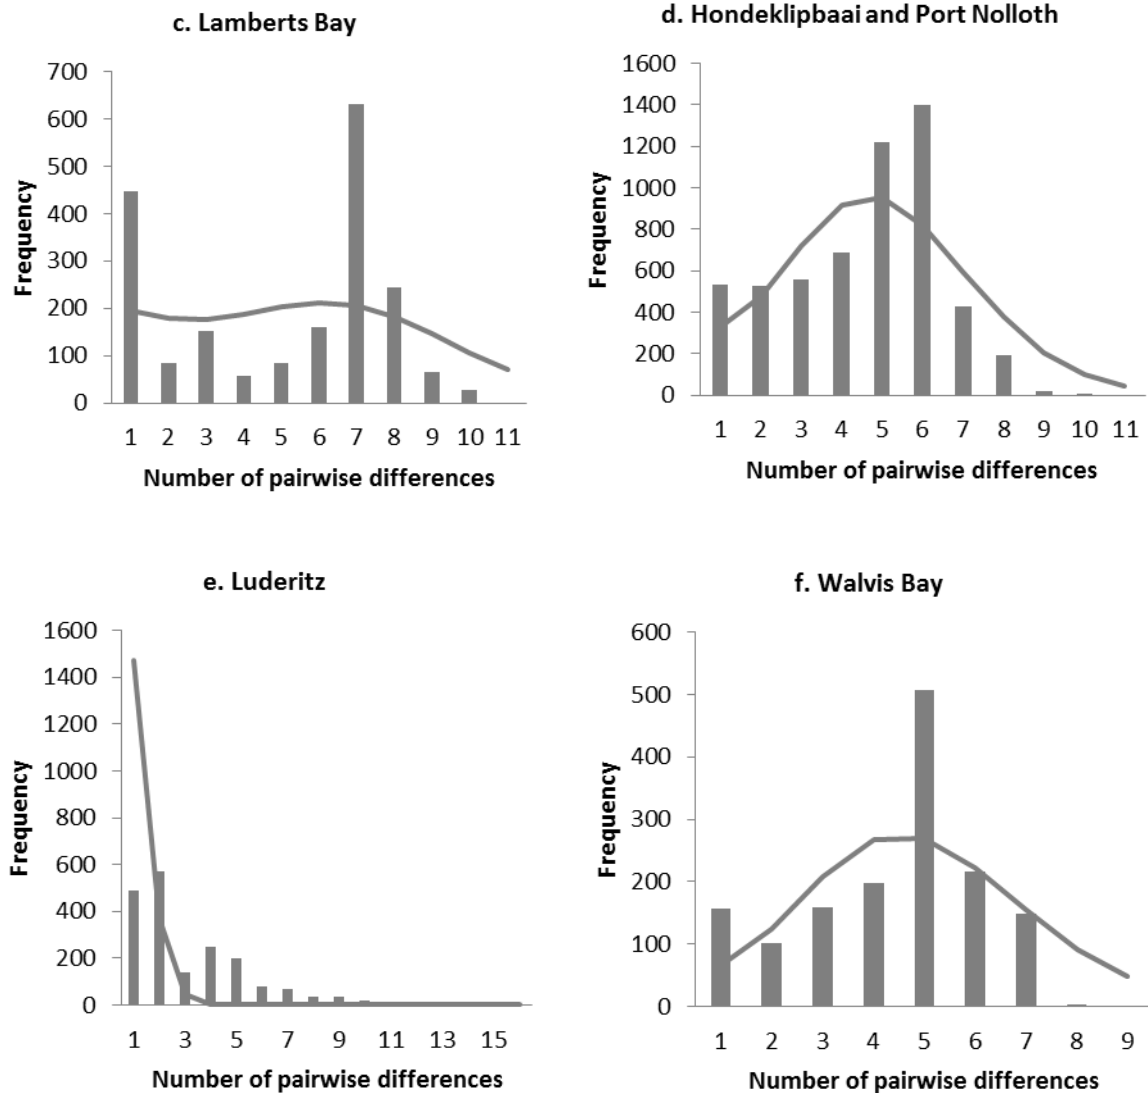 c. Lamberts Bay
700
600
500
400
300
200
100
0
Frequency
1 2 3 4 5 6 7 8 9 10 11
Number of pairwise differences
d. Hondeklipbaai and Port Nolloth
1600
1400
1200
1000
800
600
400
200
0
Frequency
1 2 3 4 5 6 7 8 9 10 11
Number of pairwise differences
e. Luderitz
1600
1400
1200
1000
800
600
400
200
0
Frequency
1 3 5 7 9 11 13 15
Number of pairwise differences
f. Walvis Bay
600
500
400
300
200
100
0
Frequency
1 2 3 4 5 6 7 8 9
Number of pairwise differences